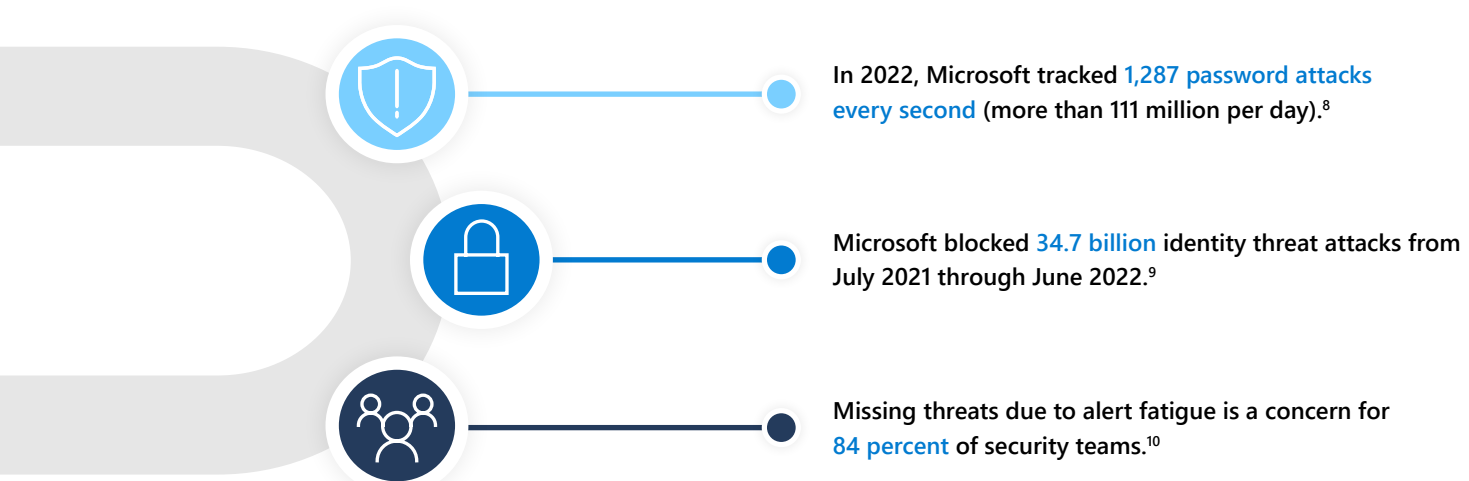 In 2022, Microsoft tracked 1,287 password attacks
every second (more than 111 million per day).⁸
Microsoft blocked 34.7 billion identity threat attacks from
July 2021 through June 2022.⁹
Missing threats due to alert fatigue is a concern for
84 percent of security teams.¹⁰